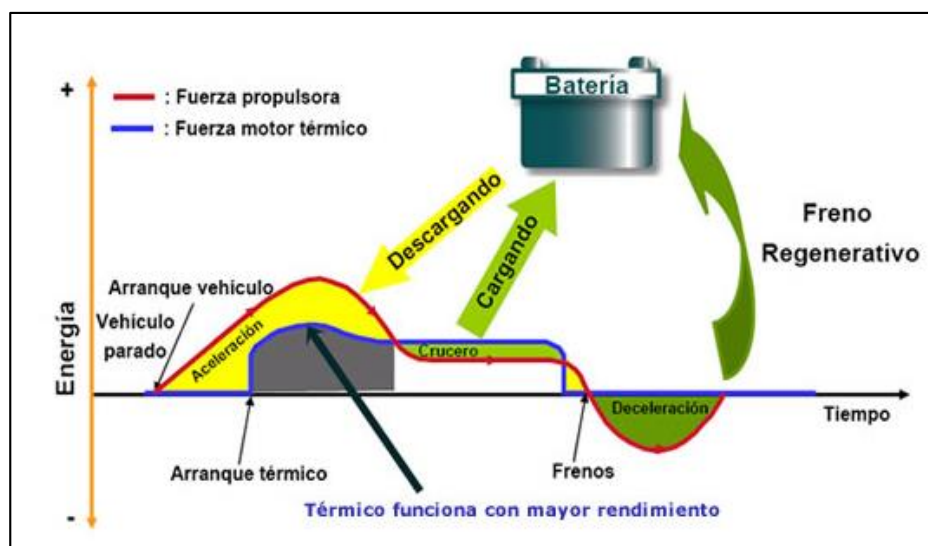 +
: Fuerza propulsora
: Fuerza motor térmico
Batería
Descargando
Cargando
Freno
Regenerativo
Arranque vehículo
Vehículo
parado
Aceleración
Energía
Crucero
Deceleración
Tiempo
Arranque térmico
Frenos
Térmico funciona con mayor rendimiento
-